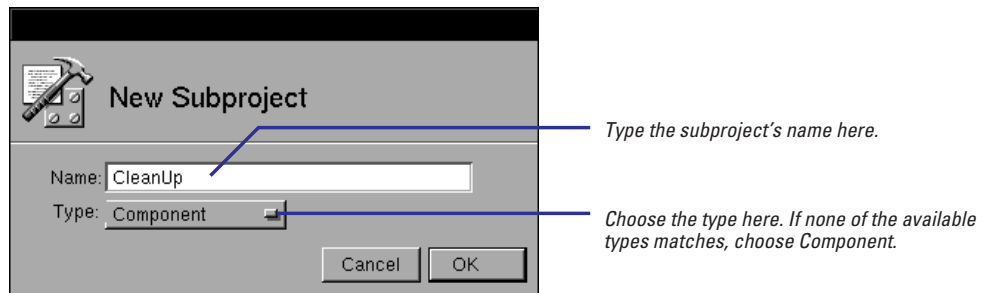 New Subproject
Type the subproject's name here.
Name: CleanUp
Type: Component
Choose the type here. If none of the available
types matches, choose Component.
Cancel
OK